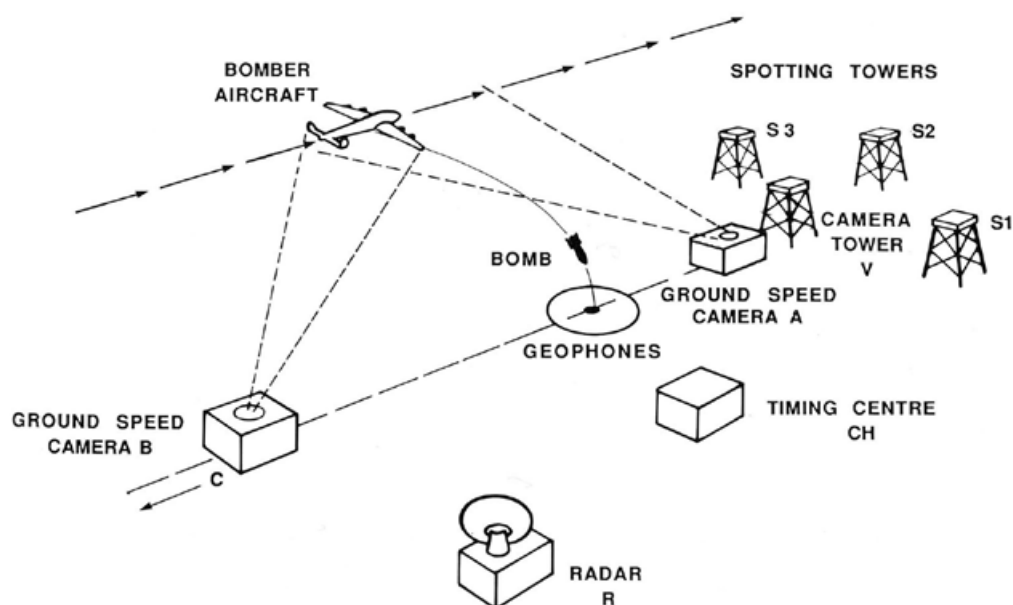 BOMBER
AIRCRAFT
SPOTTING TOWERS
S3
S2
S1
CAMERA
TOWER
V
BOMB
GROUND SPEED
CAMERA A
GEOPHONES
GROUND SPEED
CAMERA B
C
TIMING CENTRE
CH
RADAR
R